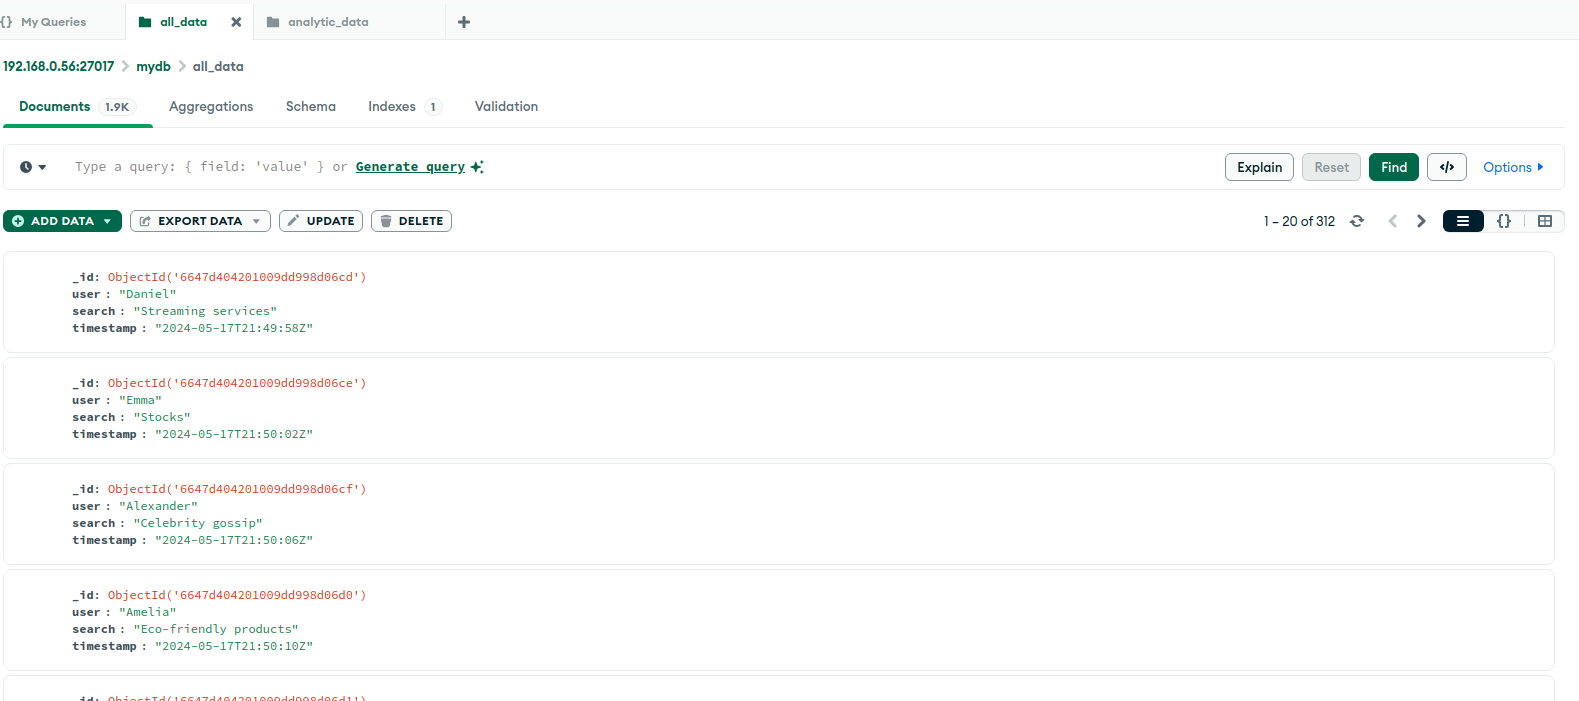 {} My Queries all_data analytic_data
192.168.0.56:27017 > mydb > all_data
Documents 1.9K Aggregations Schema Indexes 1 Validation
Type a query: { field: 'value' } or Generate query Explain Reset Find </> Options
ADD DATA EXPORT DATA UPDATE DELETE 1 – 20 of 312 {}
_id: ObjectId('6647d404201009dd998d06cd')
user : "Daniel"
search : "Streaming services"
timestamp : "2024-05-17T21:49:58Z"
_id: ObjectId('6647d404201009dd998d06ce')
user : "Emma"
search : "Stocks"
timestamp : "2024-05-17T21:50:02Z"
_id: ObjectId('6647d404201009dd998d06cf')
user : "Alexander"
search : "Celebrity gossip"
timestamp : "2024-05-17T21:50:06Z"
_id: ObjectId('6647d404201009dd998d06d0')
user : "Amelia"
search : "Eco-friendly products"
timestamp : "2024-05-17T21:50:10Z"
_id: ObjectId('6647d404201009dd998d06d1')